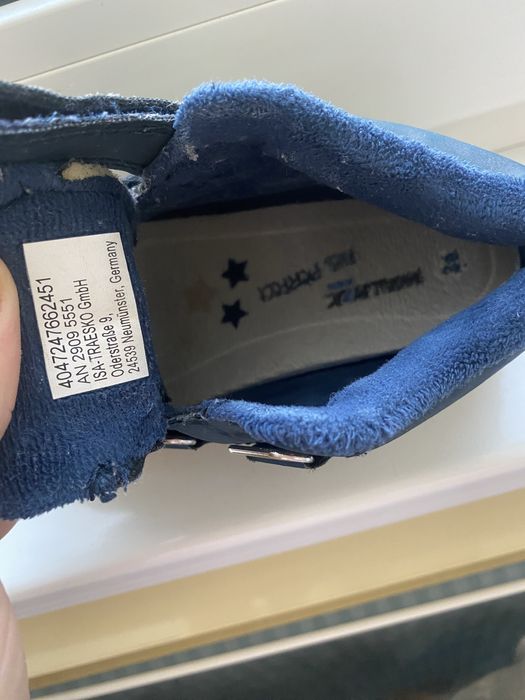 4047247662451
AN 2909 5551
ISA-TRAESKO GmbH
Oderstraße 9,
24539 Neumünster, Germany